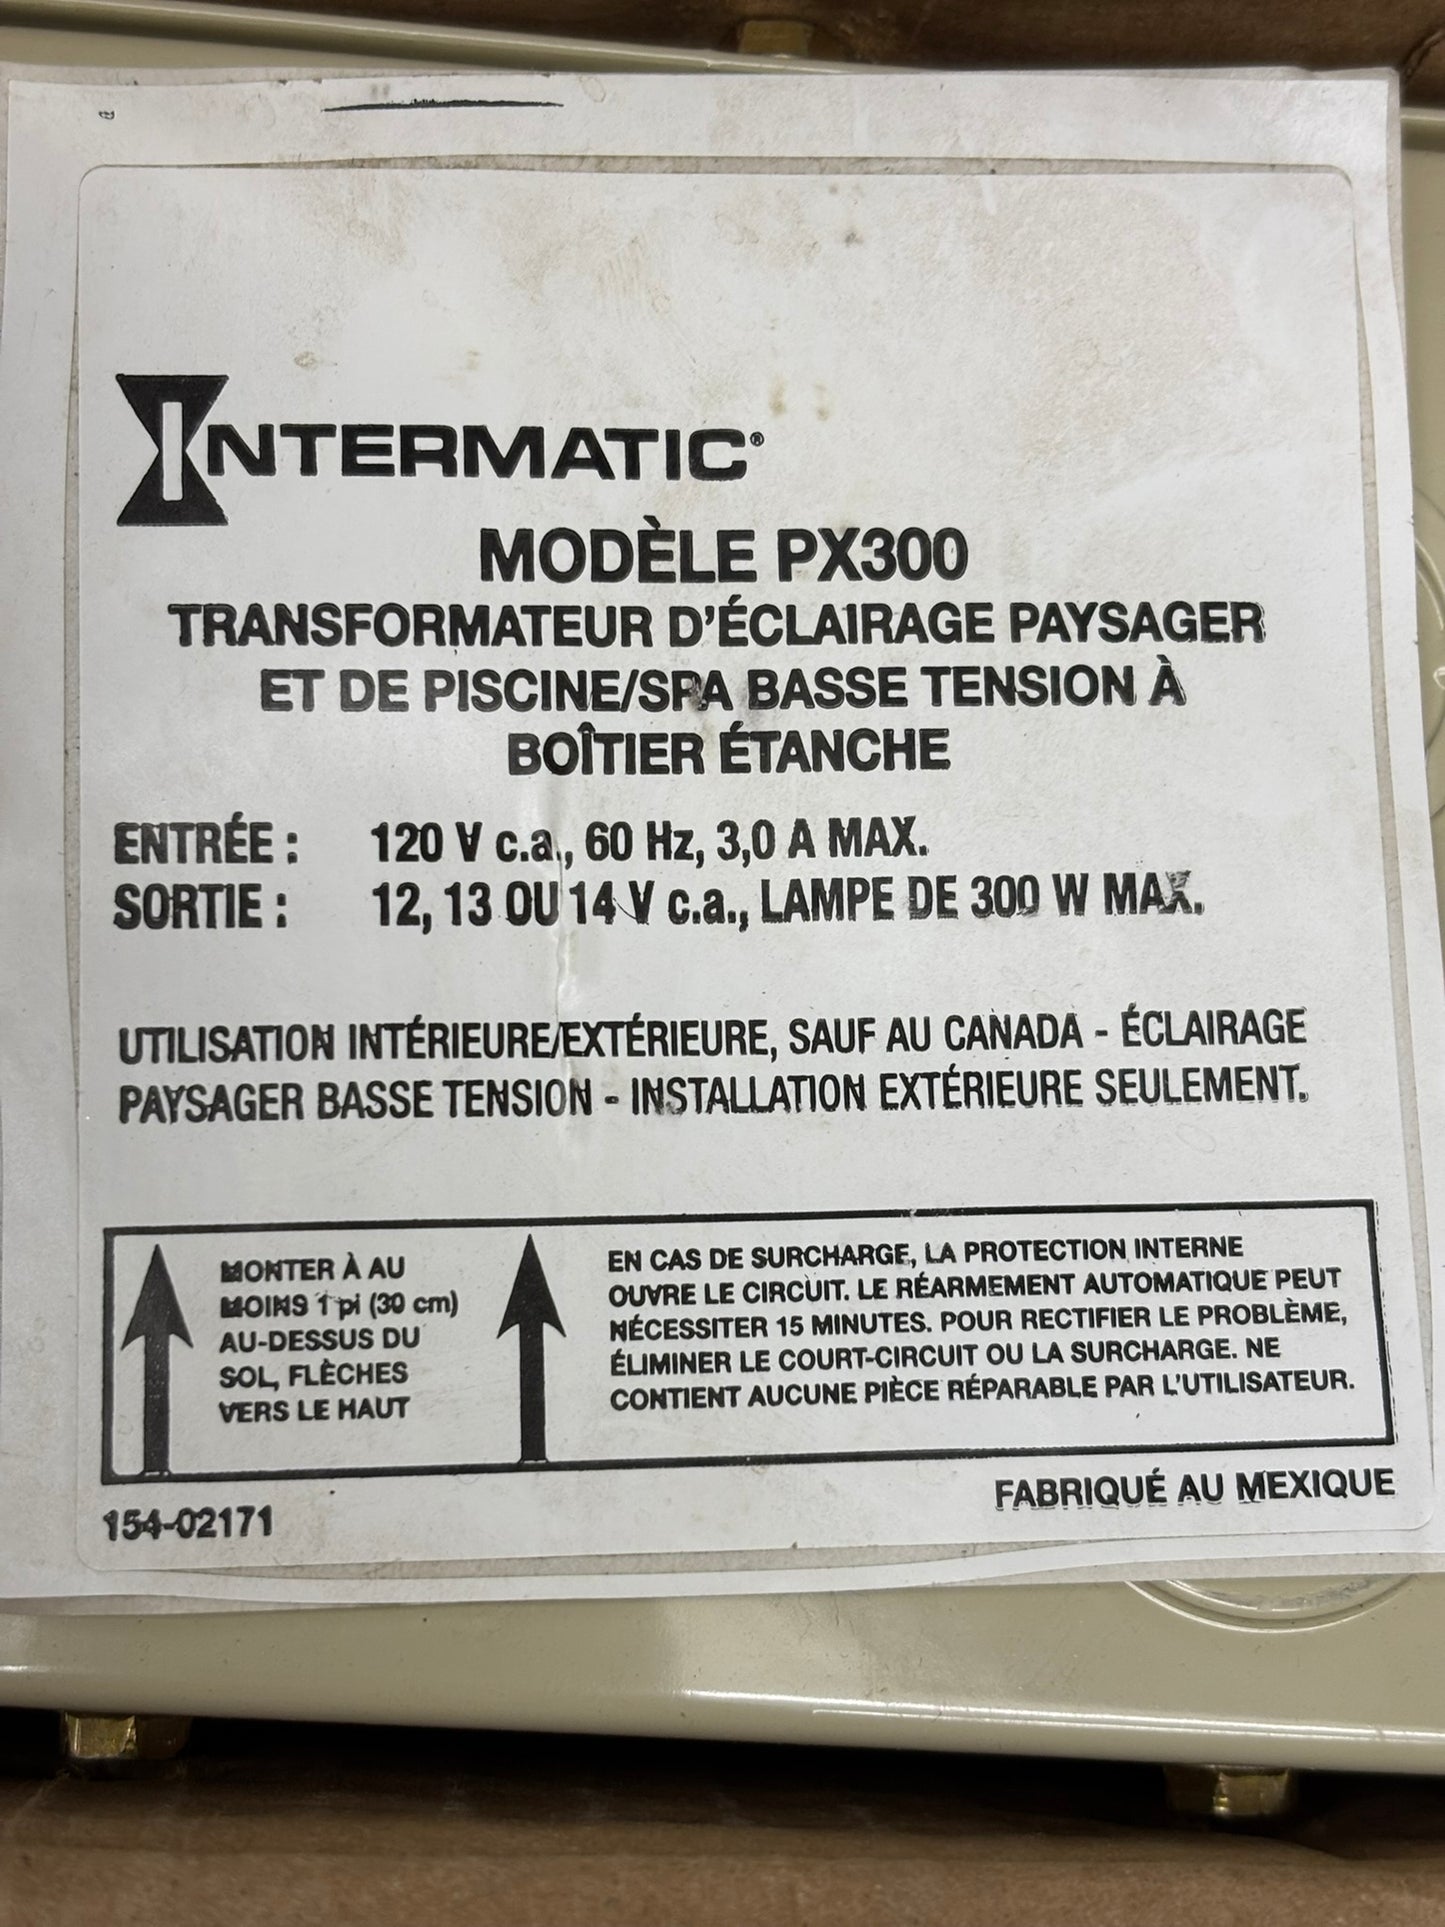 INTERMATIC®
MODÈLE PX300
TRANSFORMATEUR D'ÉCLAIRAGE PAYSAGER
ET DE PISCINE/SPA BASSE TENSION À
BOÎTIER ÉTANCHE
ENTRÉE : 120 V c.a., 60 Hz, 3,0 A MAX.
SORTIE : 12, 13 OU 14 V c.a., LAMPE DE 300 W MAX.
UTILISATION INTÉRIEURE/EXTÉRIEURE, SAUF AU CANADA - ÉCLAIRAGE
PAYSAGER BASSE TENSION - INSTALLATION EXTÉRIEURE SEULEMENT.
MONTER À AU
MOINS 1 pi (30 cm)
AU-DESSUS DU
SOL, FLÈCHES
VERS LE HAUT
EN CAS DE SURCHARGE, LA PROTECTION INTERNE
OUVRE LE CIRCUIT. LE RÉARMEMENT AUTOMATIQUE PEUT
NÉCESSITER 15 MINUTES. POUR RECTIFIER LE PROBLÈME,
ÉLIMINER LE COURT-CIRCUIT OU LA SURCHARGE. NE
CONTIENT AUCUNE PIÈCE RÉPARABLE PAR L'UTILISATEUR.
154-02171
FABRIQUÉ AU MEXIQUE